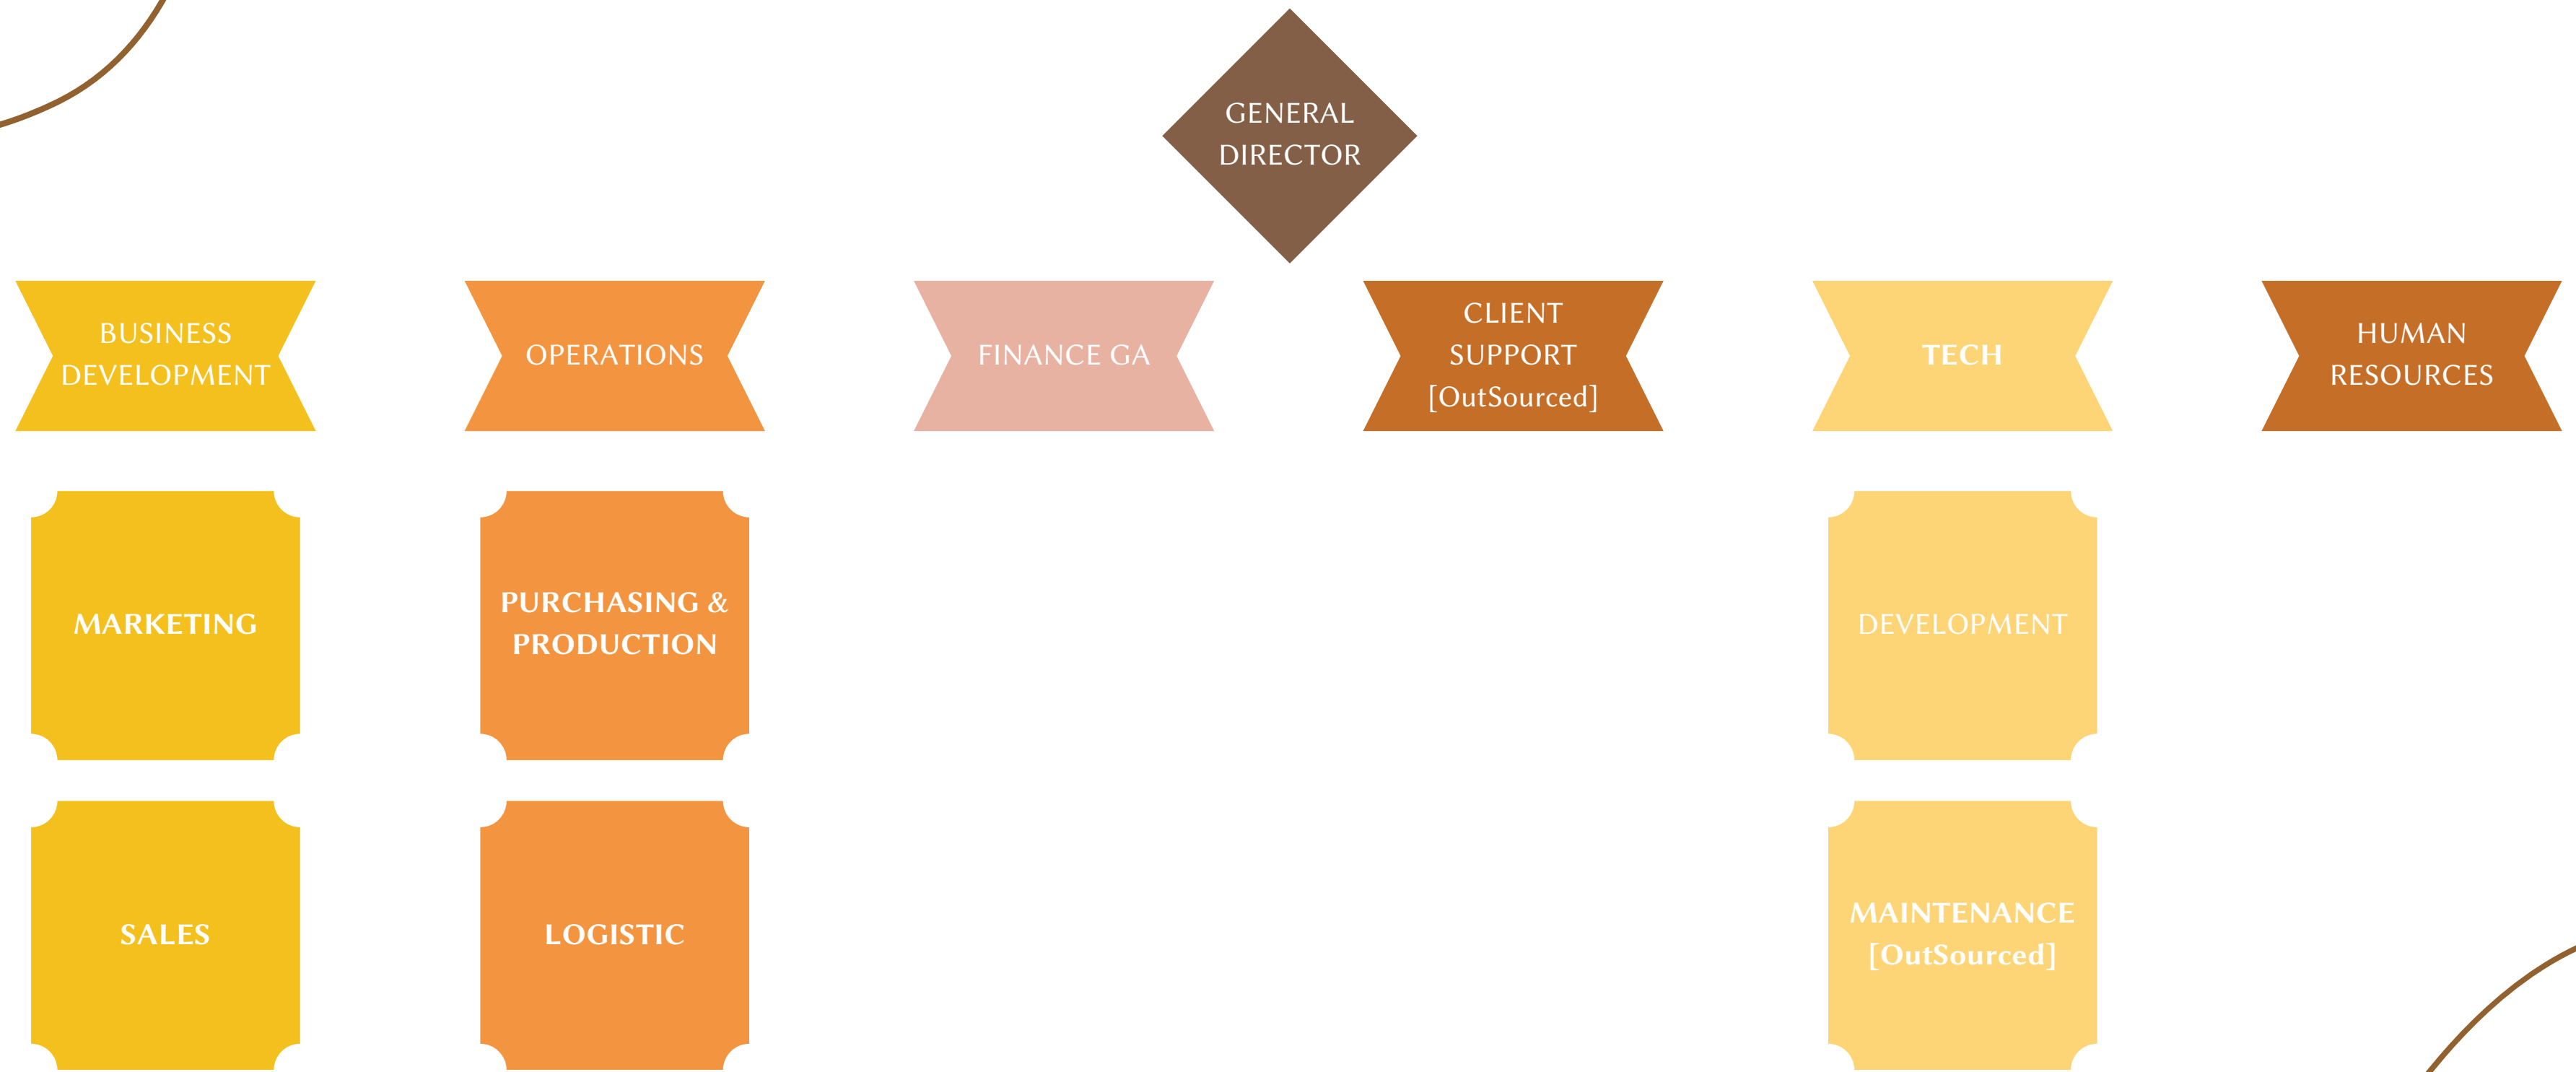 GENERAL
DIRECTOR
BUSINESS
DEVELOPMENT
OPERATIONS
FINANCE GA
CLIENT
SUPPORT
[OutSourced]
TECH
HUMAN
RESOURCES
MARKETING
PURCHASING &
PRODUCTION
DEVELOPMENT
SALES
LOGISTIC
MAINTENANCE
[OutSourced]